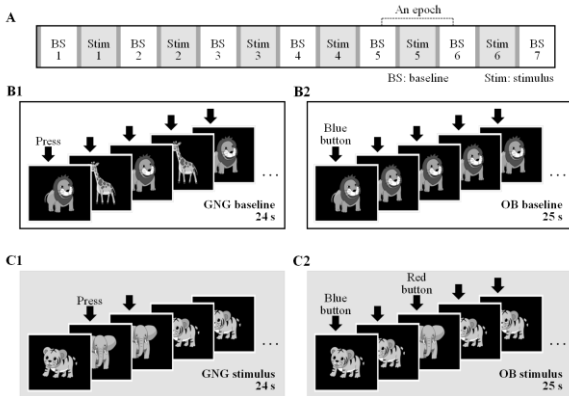 A
An epoch
BS Stim BS Stim BS Stim BS Stim BS Stim BS Stim BS
1 1 2 2 3 3 4 4 5 5 6 6 7
BS: baseline Stim: stimulus
B1
Press
GNG baseline
24 s
...
B2
Blue
button
OB baseline
25 s
...
C1
Press
GNG stimulus
24 s
...
C2
Blue
button
Red
button
OB stimulus
25 s
...